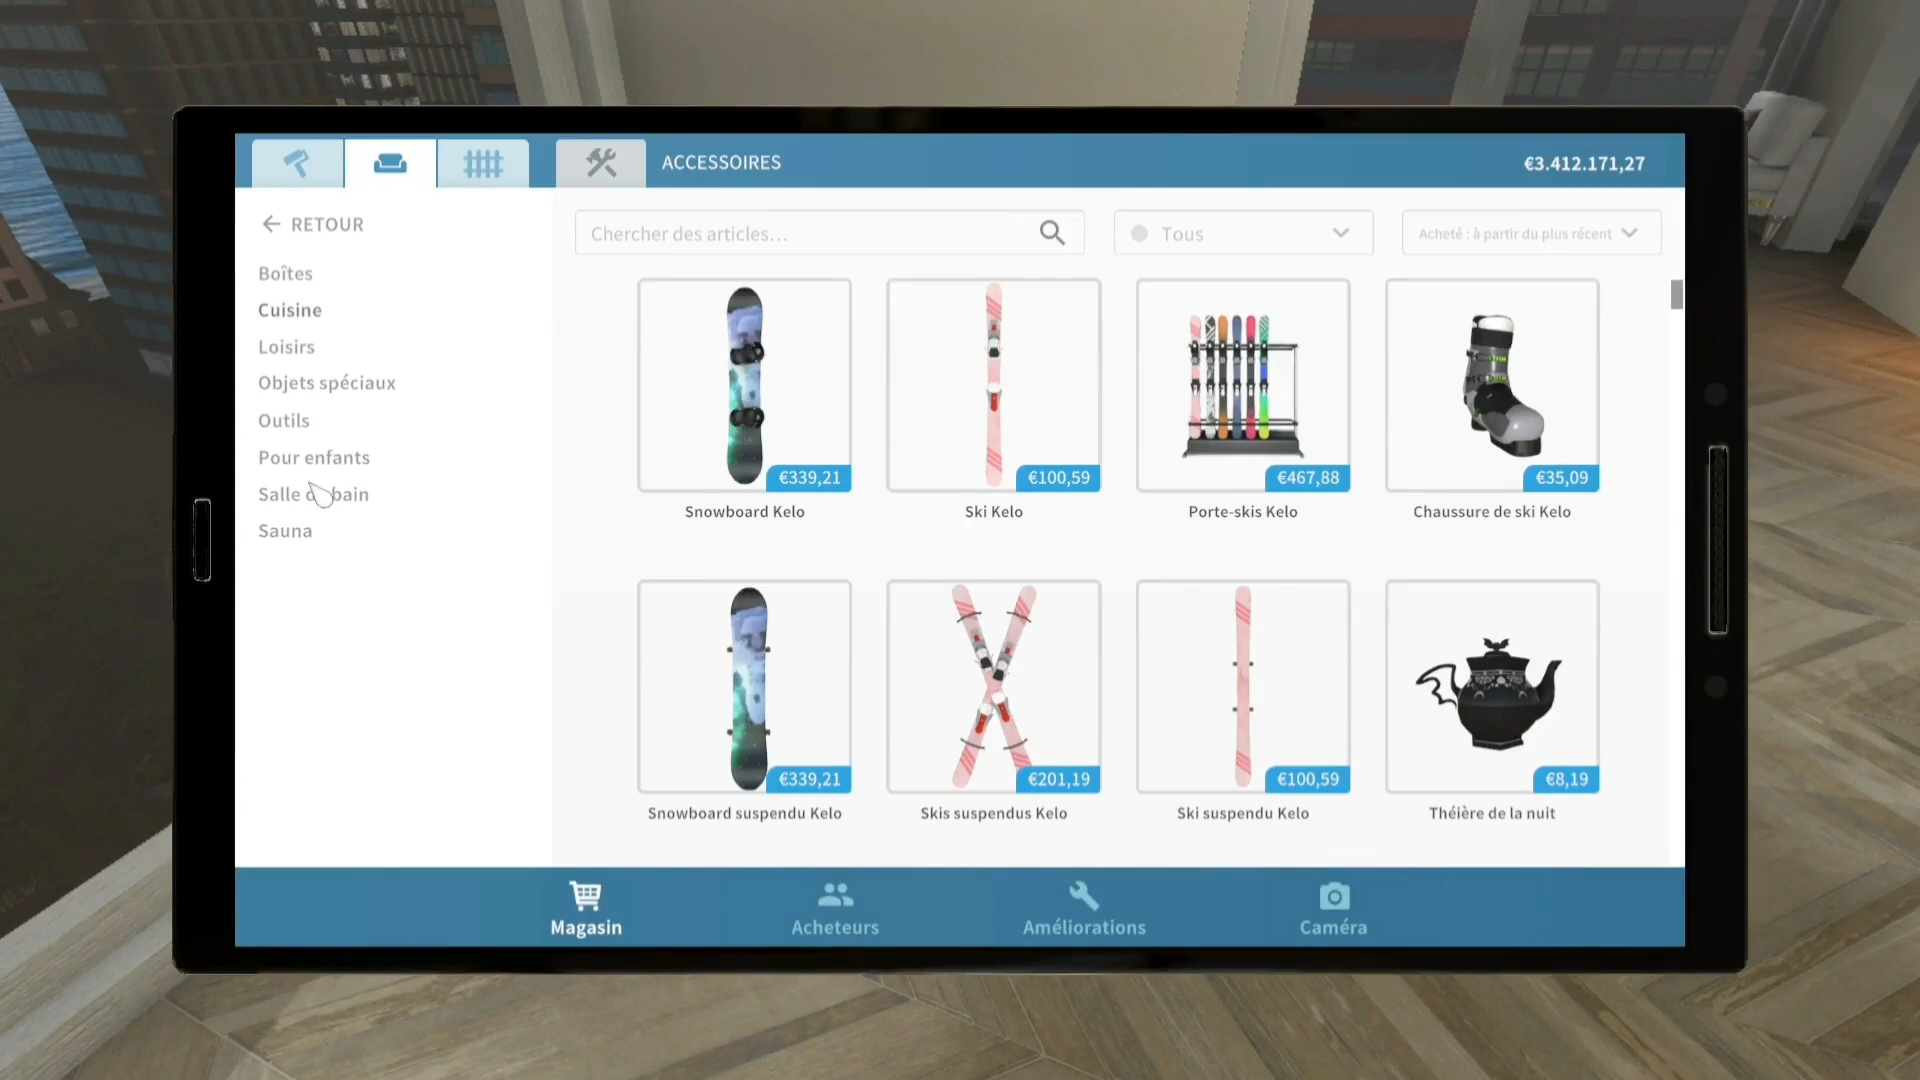 ACCESSOIRES
€3.412.171,27
RETOUR
Boîtes
Cuisine
Loisirs
Objets spéciaux
Outils
Pour enfants
Salle bain
Sauna
Chercher des articles...
Tous
Acheté : à partir du plus récent
€339,21
€100,59
€467,88
€35,09
Snowboard Kelo
Ski Kelo
Porte-skis Kelo
Chaussure de ski Kelo
€339,21
€201,19
€100,59
€8,19
Snowboard suspendu Kelo
Skis suspendus Kelo
Ski suspendu Kelo
Théière de la nuit
Magasin
Acheteurs
Améliorations
Caméra